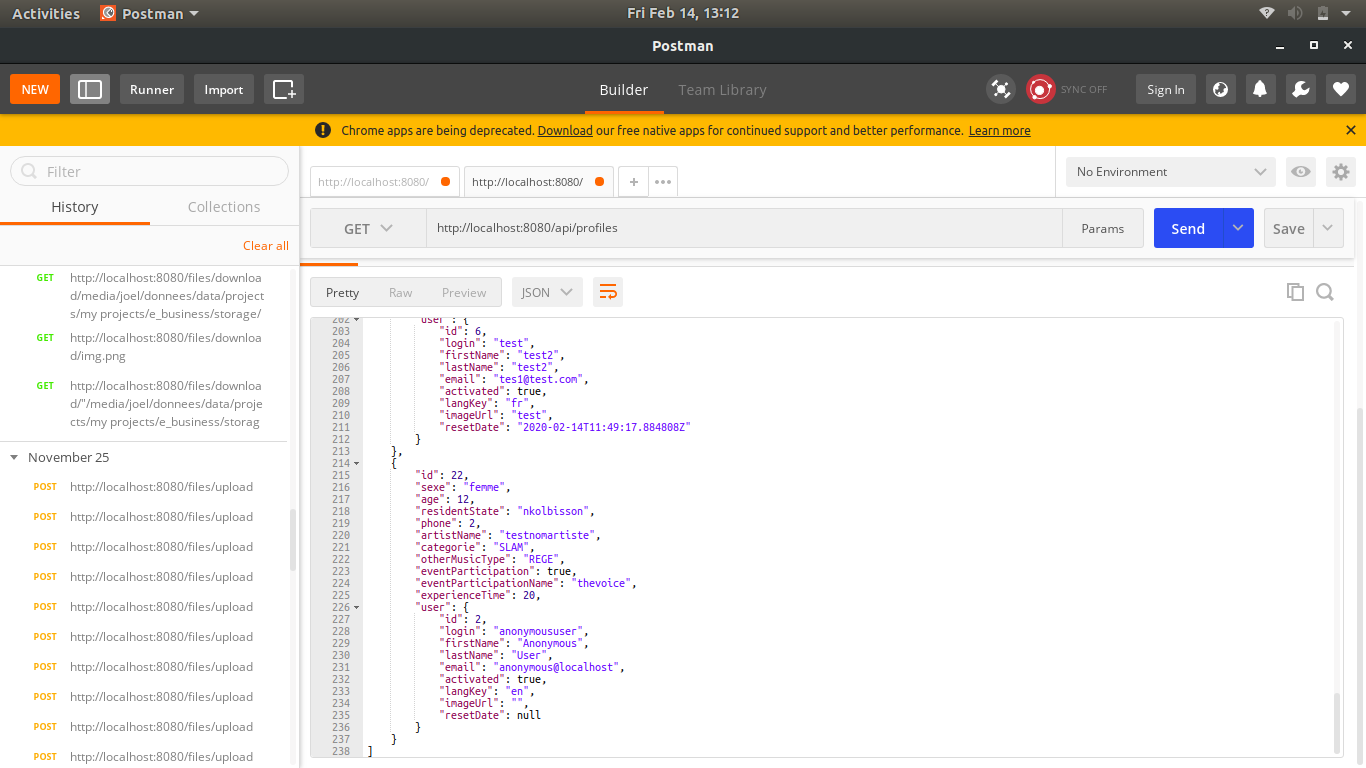 Activities Postman Fri Feb 14, 13:12
Postman
NEW Runner Import Builder Team Library SYNC OFF Sign In
Chrome apps are being deprecated. Download our free native apps for continued support and better performance. Learn more
Filter
History Collections
Clear all
GET http://localhost:8080/files/downloa
d/media/joel/donnees/data/project
s/my projects/e_business/storage/
GET http://localhost:8080/files/downloa
d/img.png
GET http://localhost:8080/files/downloa
d/"/media/joel/donnees/data/proje
cts/my projects/e_business/storag
November 25
POST http://localhost:8080/files/upload
POST http://localhost:8080/files/upload
POST http://localhost:8080/files/upload
POST http://localhost:8080/files/upload
POST http://localhost:8080/files/upload
POST http://localhost:8080/files/upload
POST http://localhost:8080/files/upload
POST http://localhost:8080/files/upload
POST http://localhost:8080/files/upload
POST http://localhost:8080/files/upload
http://localhost:8080/ http://localhost:8080/ + ••• No Environment
GET http://localhost:8080/api/profiles Params Send Save
Pretty Raw Preview JSON
202 "user": {
203 "id": 6,
204 "login": "test",
205 "firstName": "test2",
206 "lastName": "test2",
207 "email": "tes1@test.com",
208 "activated": true,
209 "langKey": "fr",
210 "imageUrl": "test",
211 "resetDate": "2020-02-14T11:49:17.884808Z"
212 }
213 },
214 {
215 "id": 22,
216 "sexe": "femme",
217 "age": 12,
218 "residentState": "nkolbisson",
219 "phone": 2,
220 "artistName": "testnomartiste",
221 "categorie": "SLAM",
222 "otherMusicType": "REGE",
223 "eventParticipation": true,
224 "eventParticipationName": "thevoice",
225 "experienceTime": 20,
226 "user": {
227 "id": 2,
228 "login": "anonymoususer",
229 "firstName": "Anonymous",
230 "lastName": "User",
231 "email": "anonymous@localhost",
232 "activated": true,
233 "langKey": "en",
234 "imageUrl": "",
235 "resetDate": null
236 }
237 }
238 ]